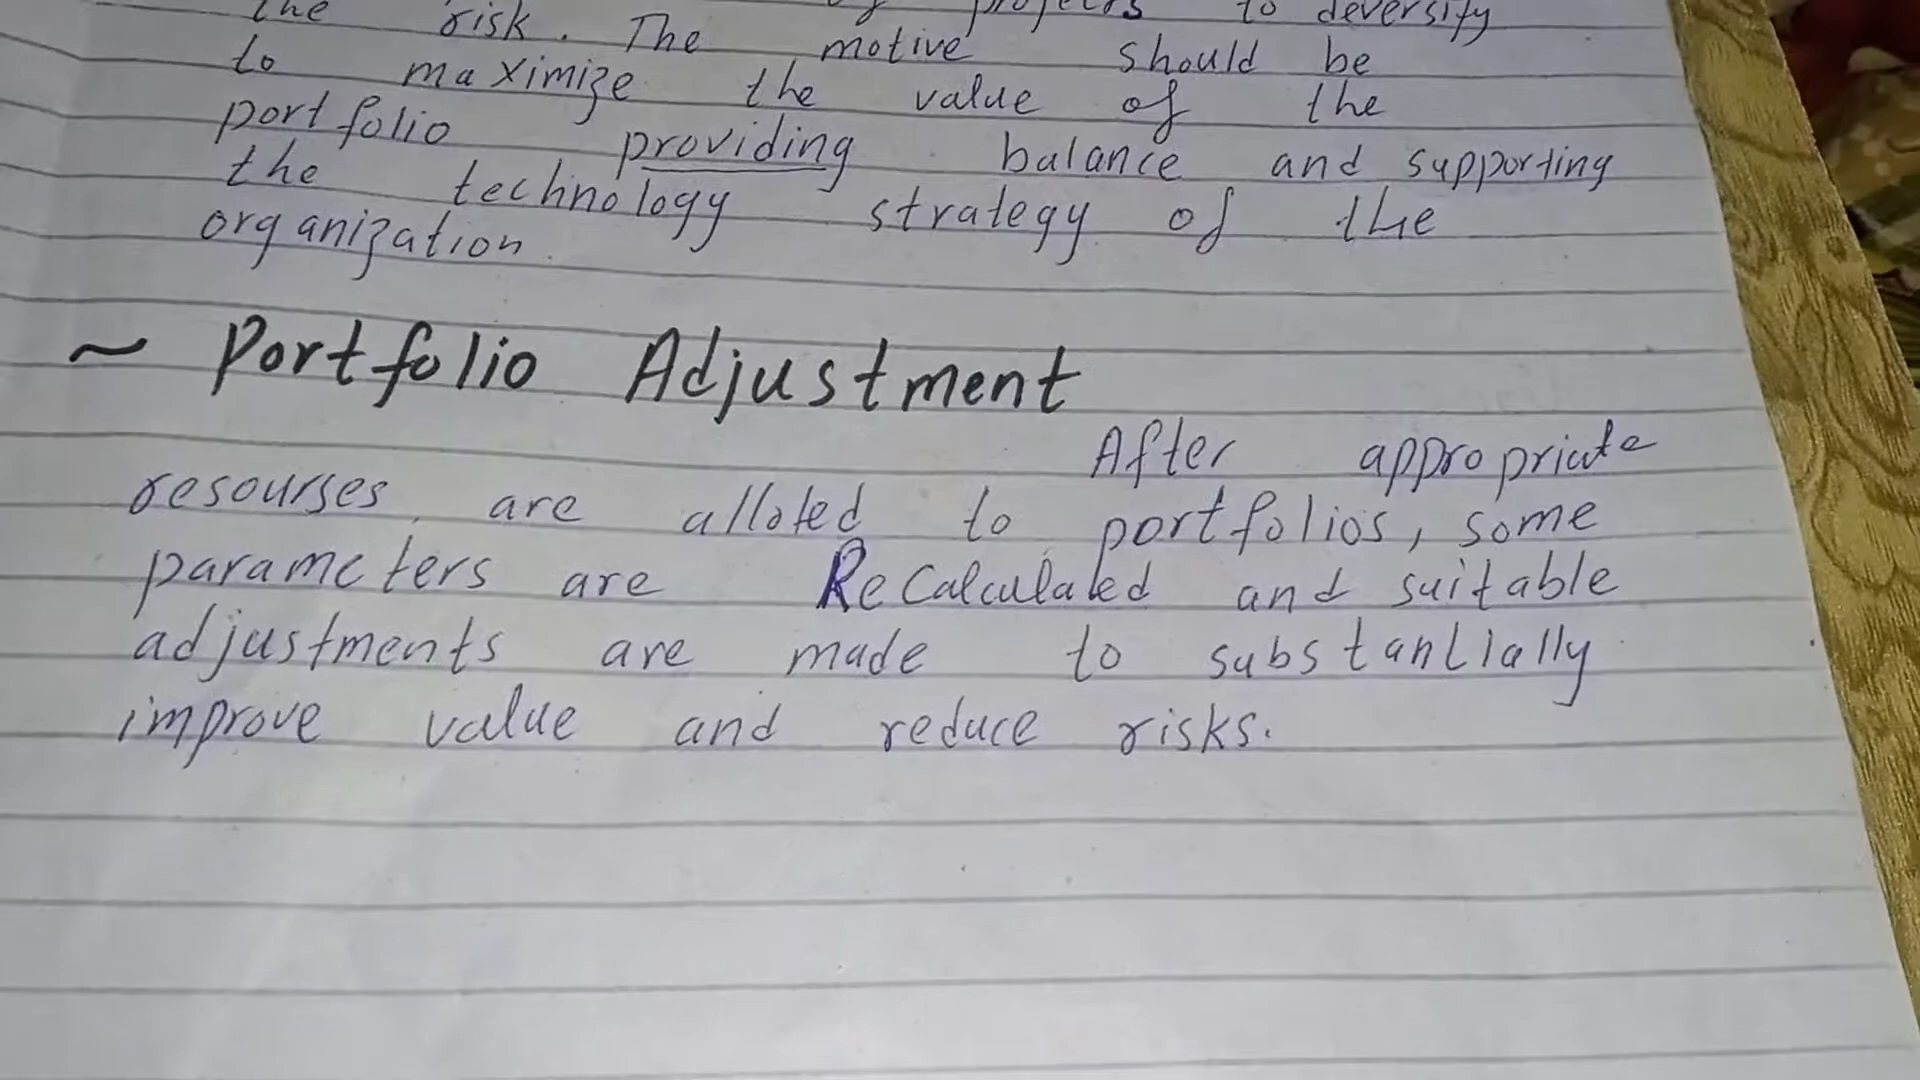 the risk. The motive should be
to maximize the value of the
portfolio providing balance and supporting
the technology strategy of the
organization.
~ Portfolio Adjustment
After appropriate
resourses are alloted to portfolios, some
parameters are ReCalculated and suitable
adjustments are made to substantially
improve value and reduce risks.